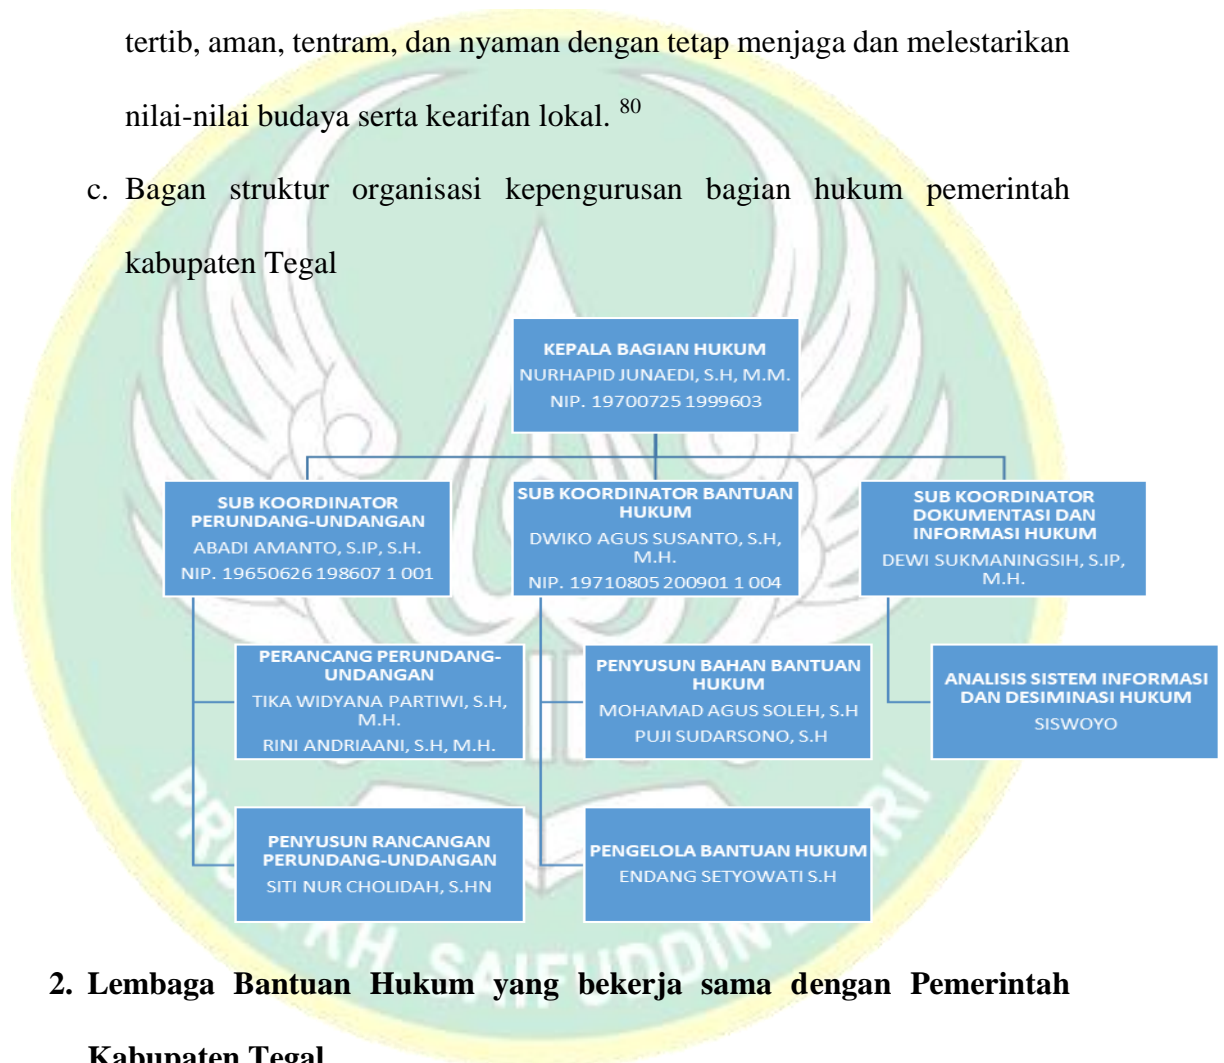 tertib, aman, tentram, dan nyaman dengan tetap menjaga dan melestarikan
nilai-nilai budaya serta kearifan lokal. 80
c. Bagan struktur organisasi kepengurusan bagian hukum pemerintah
kabupaten Tegal
KEPALA BAGIAN HUKUM
NURHAPID JUNAEDI, S.H, M.M.
NIP. 19700725 1999603
SUB KOORDINATOR
PERUNDANG-UNDANGAN
ABADI AMANTO, S.IP, S.H.
NIP. 19650626 198607 1 001
SUB KOORDINATOR BANTUAN
HUKUM
DWIKO AGUS SUSANTO, S.H,
M.H.
NIP. 19710805 200901 1 004
SUB KOORDINATOR
DOKUMENTASI DAN
INFORMASI HUKUM
DEWI SUKMANINGSIH, S.IP,
M.H.
PERANCANG PERUNDANG-
UNDANGAN
TIKA WIDYANA PARTIWI, S.H,
M.H.
RINI ANDRIAANI, S.H, M.H.
PENYUSUN BAHAN BANTUAN
HUKUM
MOHAMAD AGUS SOLEH, S.H
PUJI SUDARSONO, S.H
ANALISIS SISTEM INFORMASI
DAN DESIMINASI HUKUM
SISWOYO
PENYUSUN RANCANGAN
PERUNDANG-UNDANGAN
SITI NUR CHOLIDAH, S.HN
PENGELOLA BANTUAN HUKUM
ENDANG SETYOWATI S.H
KH. SAIFUDDIN
2. Lembaga Bantuan Hukum yang bekerja sama dengan Pemerintah
Kabupaten Tegal